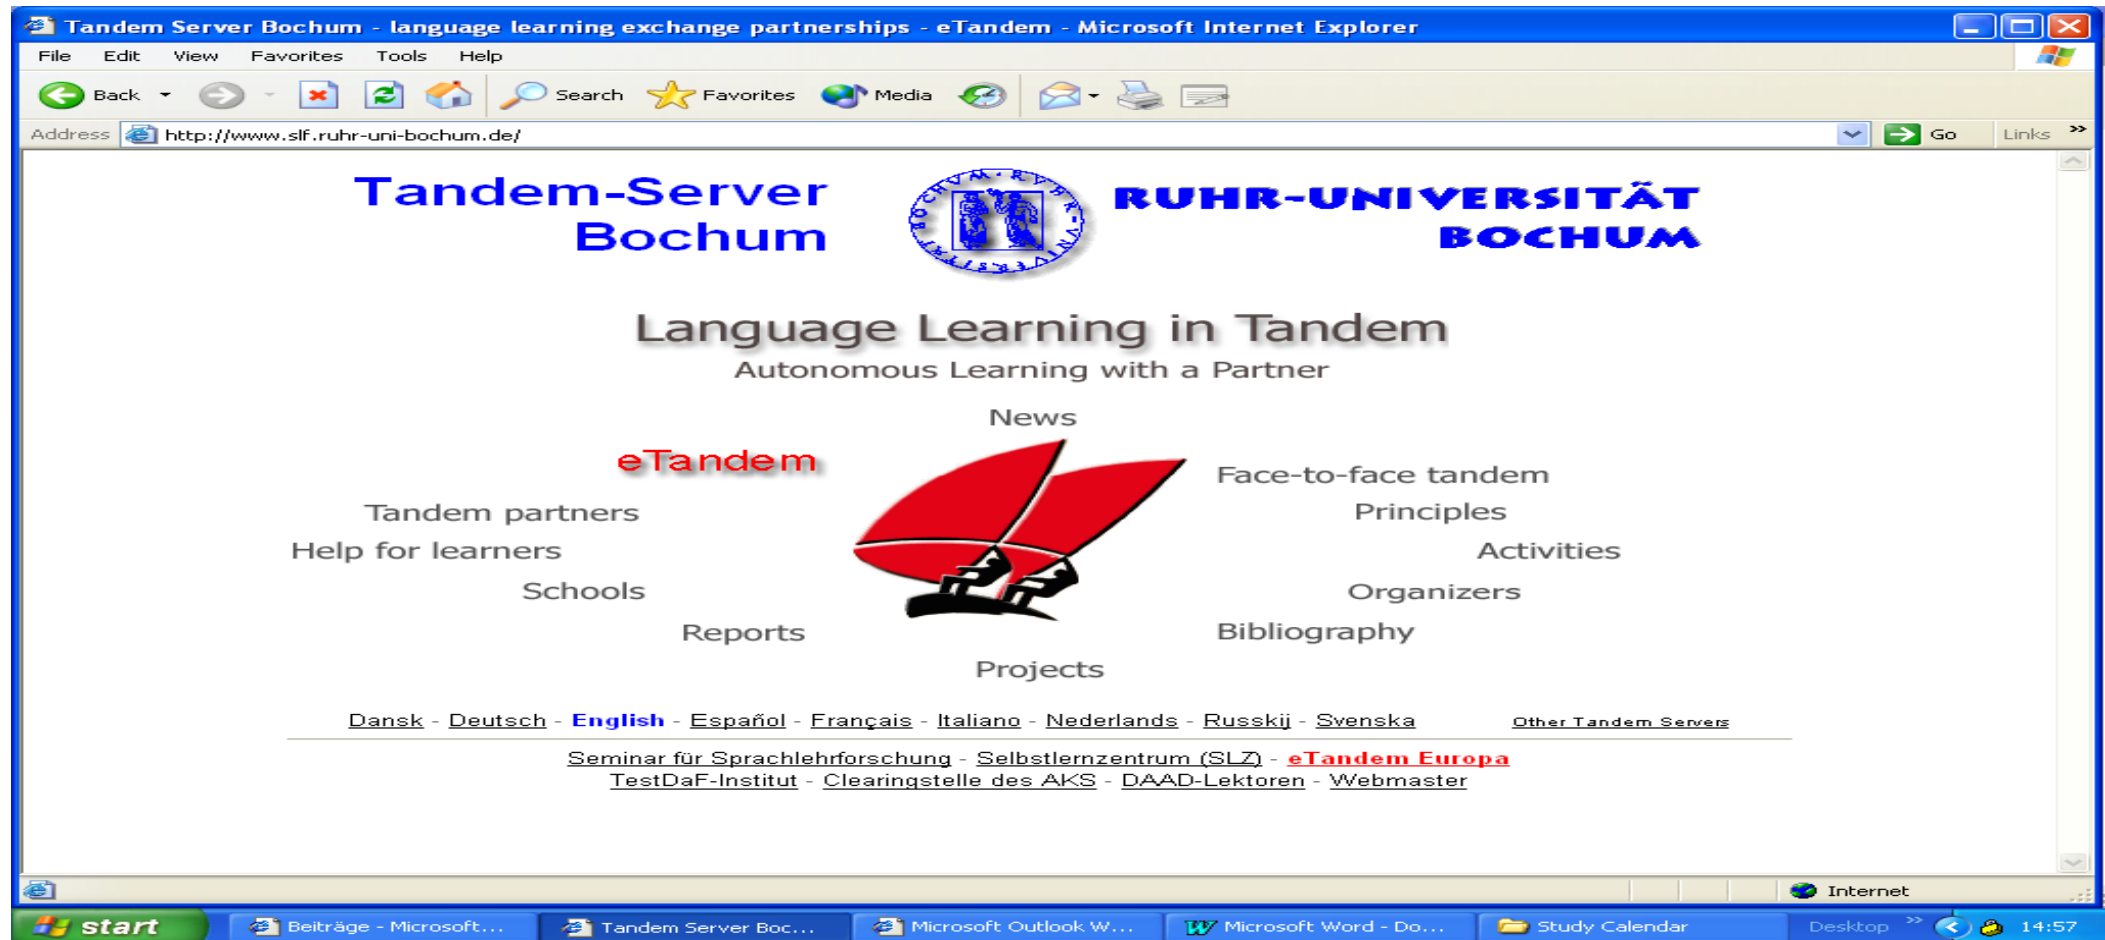 Tandem Server Bochum - language learning exchange partnerships - eTandem - Microsoft Internet Explorer
File Edit View Favorites Tools Help
Back Search Favorites Media
Address http://www.slf.ruhr-uni-bochum.de/ Go Links »
Tandem-Server
Bochum
RUHR-UNIVERSITÄT
BOCHUM
Language Learning in Tandem
Autonomous Learning with a Partner
News
eTandem
Face-to-face tandem
Tandem partners
Principles
Help for learners
Activities
Schools
Organizers
Reports
Bibliography
Projects
Dansk - Deutsch - English - Español - Français - Italiano - Nederlands - Russkij - Svenska
Other Tandem Servers
Seminar für Sprachlehrforschung - Selbstlernzentrum (SLZ) - eTandem Europa
TestDaF-Institut - Clearingstelle des AKS - DAAD-Lektoren - Webmaster
Internet
start Beiträge - Microsoft... Tandem Server Boc... Microsoft Outlook W... Microsoft Word - Do... Study Calendar Desktop » 14:57